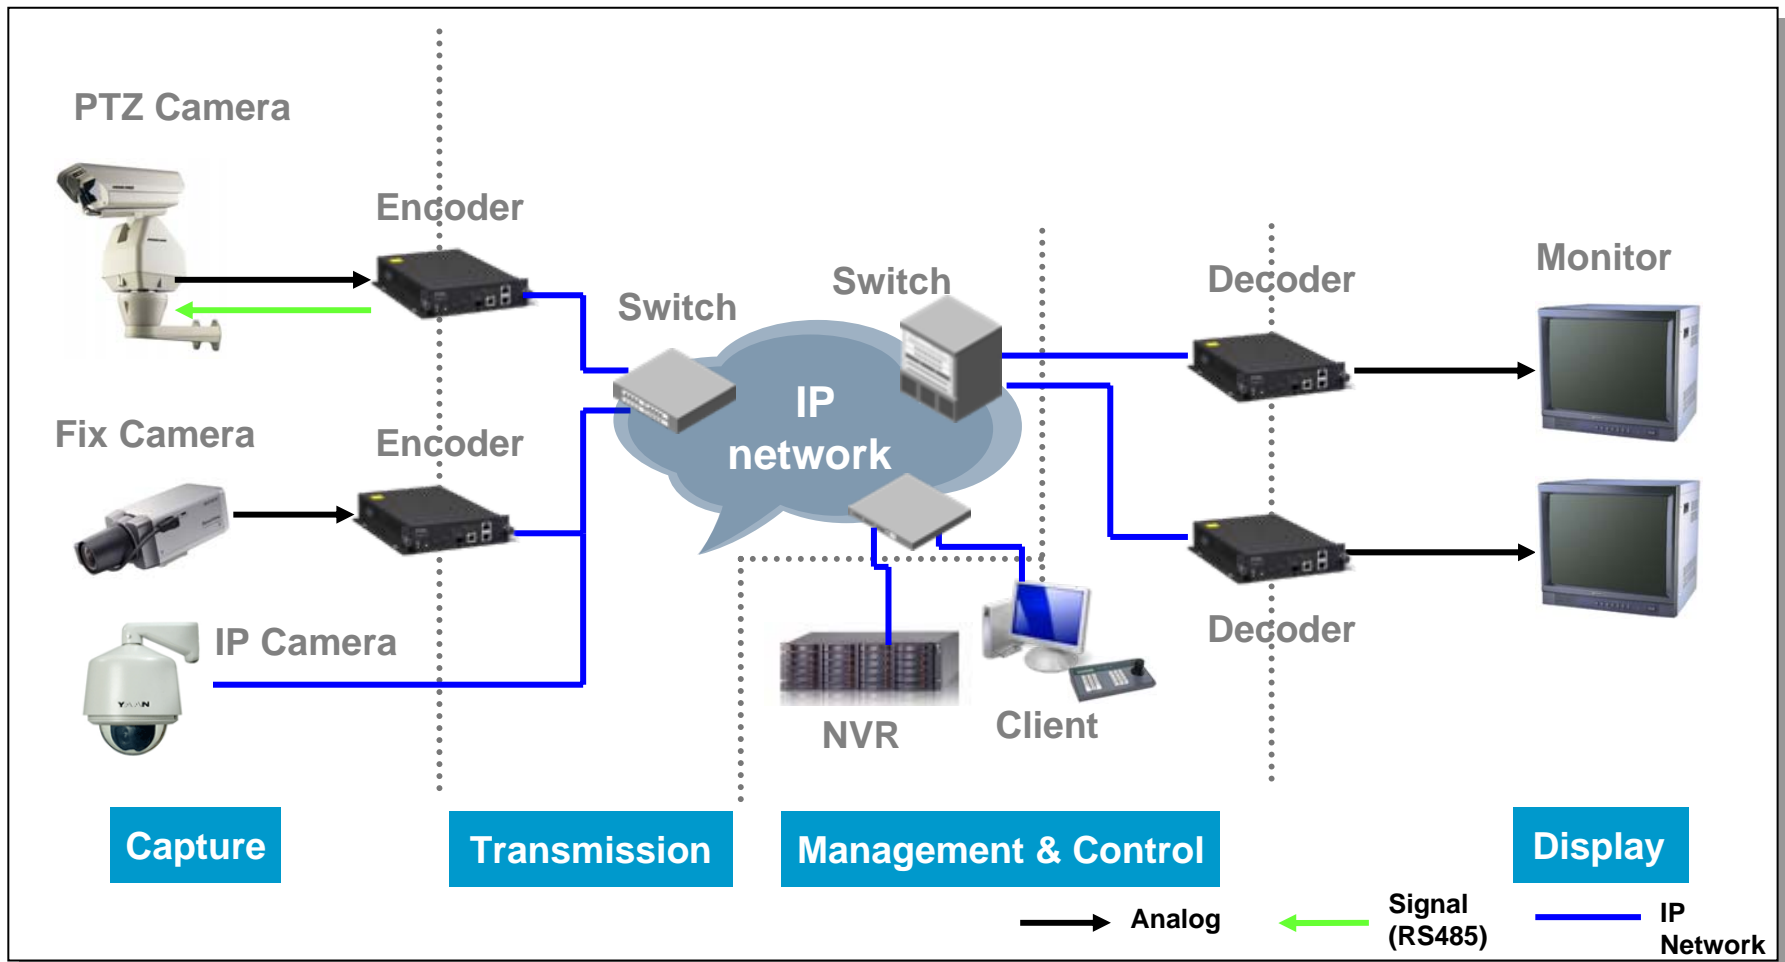 PTZ Camera
Encoder
Switch
Switch
Decoder
Monitor
IP
network
Fix Camera
Encoder
IP Camera
YAAN
Decoder
NVR
Client
Capture
Transmission
Management & Control
Display
Analog
Signal
(RS485)
IP
Network